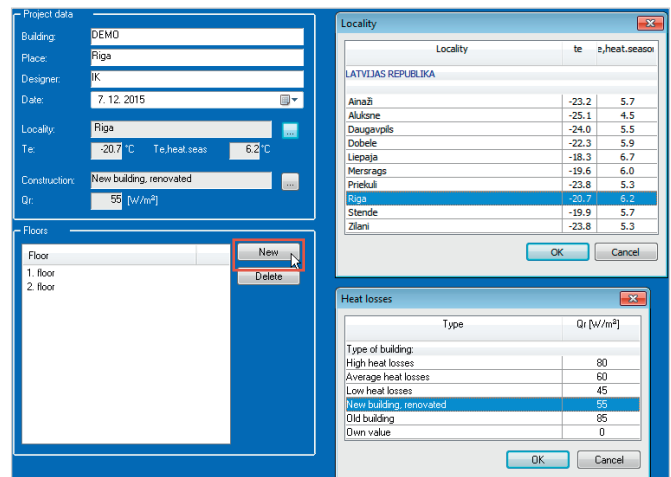 Project data
Building: DEMO
Place: Riga
Designer: IK
Date: 7. 12. 2015
Locality: Riga ...
Te: -20.7 °C Te,heat.seas 6.2 °C
Construction: New building, renovated ...
Qr: 55 [W/m²]
Floors
Floor
1. floor
2. floor
New
Delete
Locality
Locality te e,heat.seasor
LATVIJAS REPUBLIKA
Ainaži -23.2 5.7
Aluksne -25.1 4.5
Daugavpils -24.0 5.5
Dobele -22.3 5.9
Liepaja -18.3 6.7
Mersrags -19.6 6.0
Priekuli -23.8 5.3
Riga -20.7 6.2
Stende -19.9 5.7
Zilani -23.8 5.3
OK Cancel
Heat losses
Type Qr [W/m²]
Type of building:
High heat losses 80
Average heat losses 60
Low heat losses 45
New building, renovated 55
Old building 85
Own value 0
OK Cancel